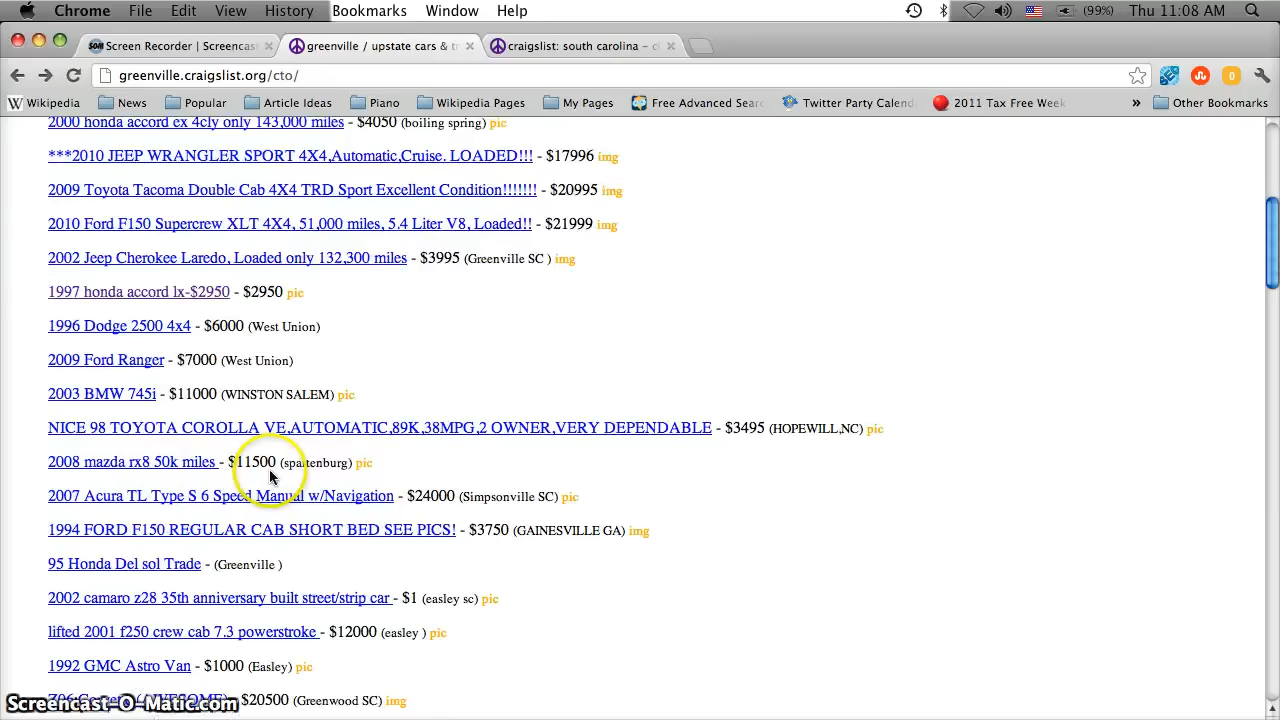 Chrome File Edit View History Bookmarks Window Help (99%) Thu 11:08 AM
Screen Recorder | Screencas greenville / upstate cars & t craigslist: south carolina - c
greenville.craigslist.org/cto/
Wikipedia News Popular Article Ideas Piano Wikipedia Pages My Pages Free Advanced Sear Twitter Party Calend 2011 Tax Free Week » Other Bookmarks
2000 honda accord ex 4cly only 143,000 miles - $4050 (boiling spring) pic
***2010 JEEP WRANGLER SPORT 4X4,Automatic,Cruise. LOADED!!! - $17996 img
2009 Toyota Tacoma Double Cab 4X4 TRD Sport Excellent Condition!!!!!!! - $20995 img
2010 Ford F150 Supercrew XLT 4X4, 51,000 miles, 5.4 Liter V8, Loaded!! - $21999 img
2002 Jeep Cherokee Laredo, Loaded only 132,300 miles - $3995 (Greenville SC ) img
1997 honda accord lx-$2950 - $2950 pic
1996 Dodge 2500 4x4 - $6000 (West Union)
2009 Ford Ranger - $7000 (West Union)
2003 BMW 745i - $11000 (WINSTON SALEM) pic
NICE 98 TOYOTA COROLLA VE,AUTOMATIC,89K,38MPG,2 OWNER,VERY DEPENDABLE - $3495 (HOPEWILL,NC) pic
2008 mazda rx8 50k miles - $11500 (spartenburg) pic
2007 Acura TL Type S 6 Speed Manual w/Navigation - $24000 (Simpsonville SC) pic
1994 FORD F150 REGULAR CAB SHORT BED SEE PICS! - $3750 (GAINESVILLE GA) img
95 Honda Del sol Trade - (Greenville )
2002 camaro z28 35th anniversary built street/strip car - $1 (easley sc) pic
lifted 2001 f250 crew cab 7.3 powerstroke - $12000 (easley ) pic
1992 GMC Astro Van - $1000 (Easley) pic
$20500 (Greenwood SC) img
Screencast-O-Matic.com